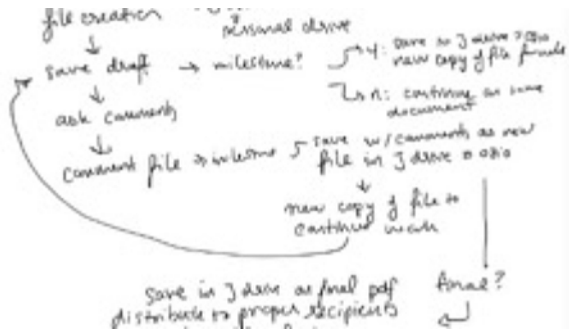 file creation
minimal drive
save draft → milestone? Y: save in J drive
new copy of file
n: continue on same
document
ask comments
comment file → milestone save w/ comments as new
file in J drive
new copy of file to
continue work
save in J drive as final pdf
final?
distribute to proper recipients